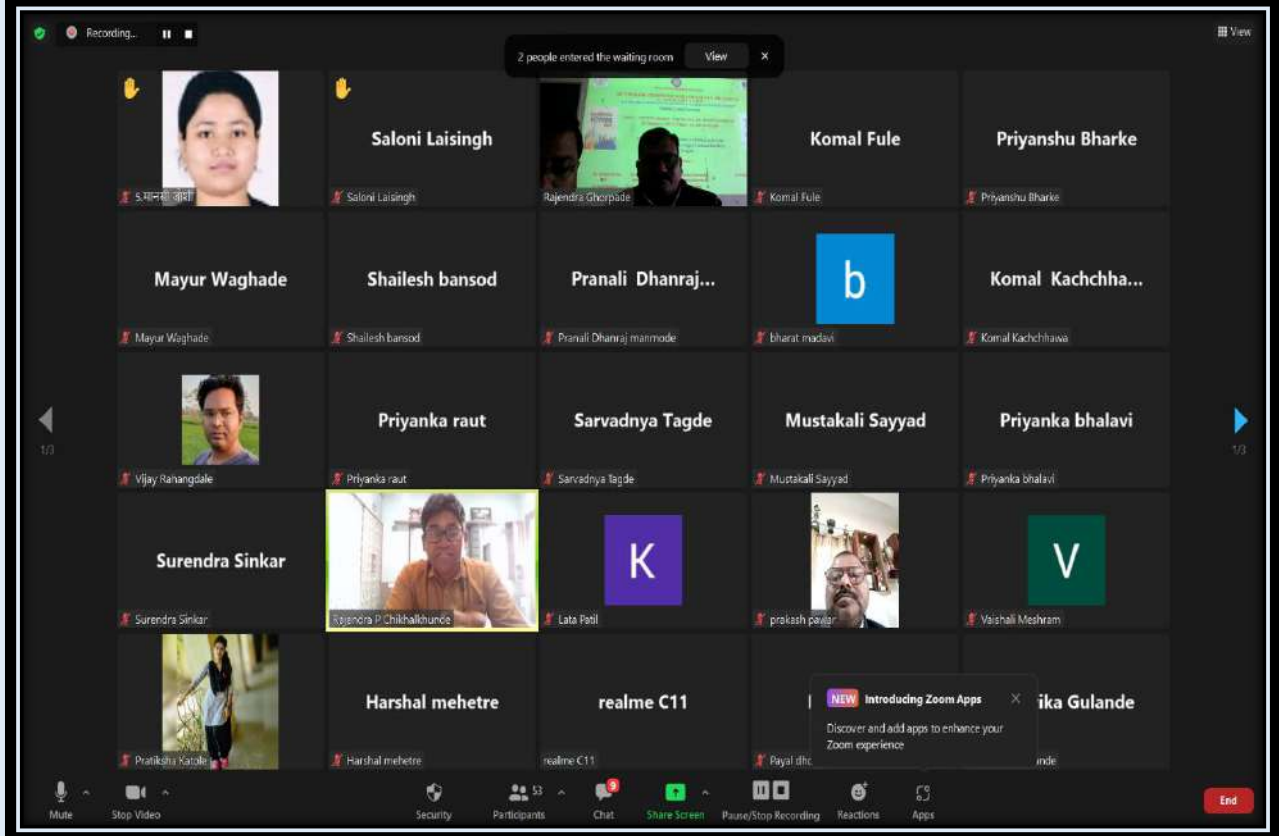 Recording...
View
2 people entered the waiting room View ×
Saloni Laisingh
Komal Fule
Priyanshu Bharke
S.मानसी जोशी
Saloni Laisingh
Rajendra Ghorpade
Komal Fule
Priyanshu Bharke
Mayur Waghade
Shailesh bansod
Pranali Dhanraj...
b
Komal Kachchha...
Mayur Waghade
Shailesh bansod
Pranali Dhanraj manmode
bharat madavi
Komal Kachchhawa
1/3
Priyanka raut
Sarvadnya Tagde
Mustakali Sayyad
Priyanka bhalavi
1/3
Vijay Rahangdale
Priyanka raut
Sarvadnya Tagde
Mustakali Sayyad
Priyanka bhalavi
Surendra Sinkar
K
V
Surendra Sinkar
Rajendra P Chikhalkhunde
Lata Patil
prakash pawar
Vaishali Meshram
Harshal mehetre
realme C11
ika Gulande
NEW Introducing Zoom Apps ×
Discover and add apps to enhance your
Zoom experience
Pratiksha Katole
Harshal mehetre
realme C11
Payal dho
nde
Mute
Stop Video
Security
53
Participants
9
Chat
Share Screen
Pause/Stop Recording
Reactions
Apps
End